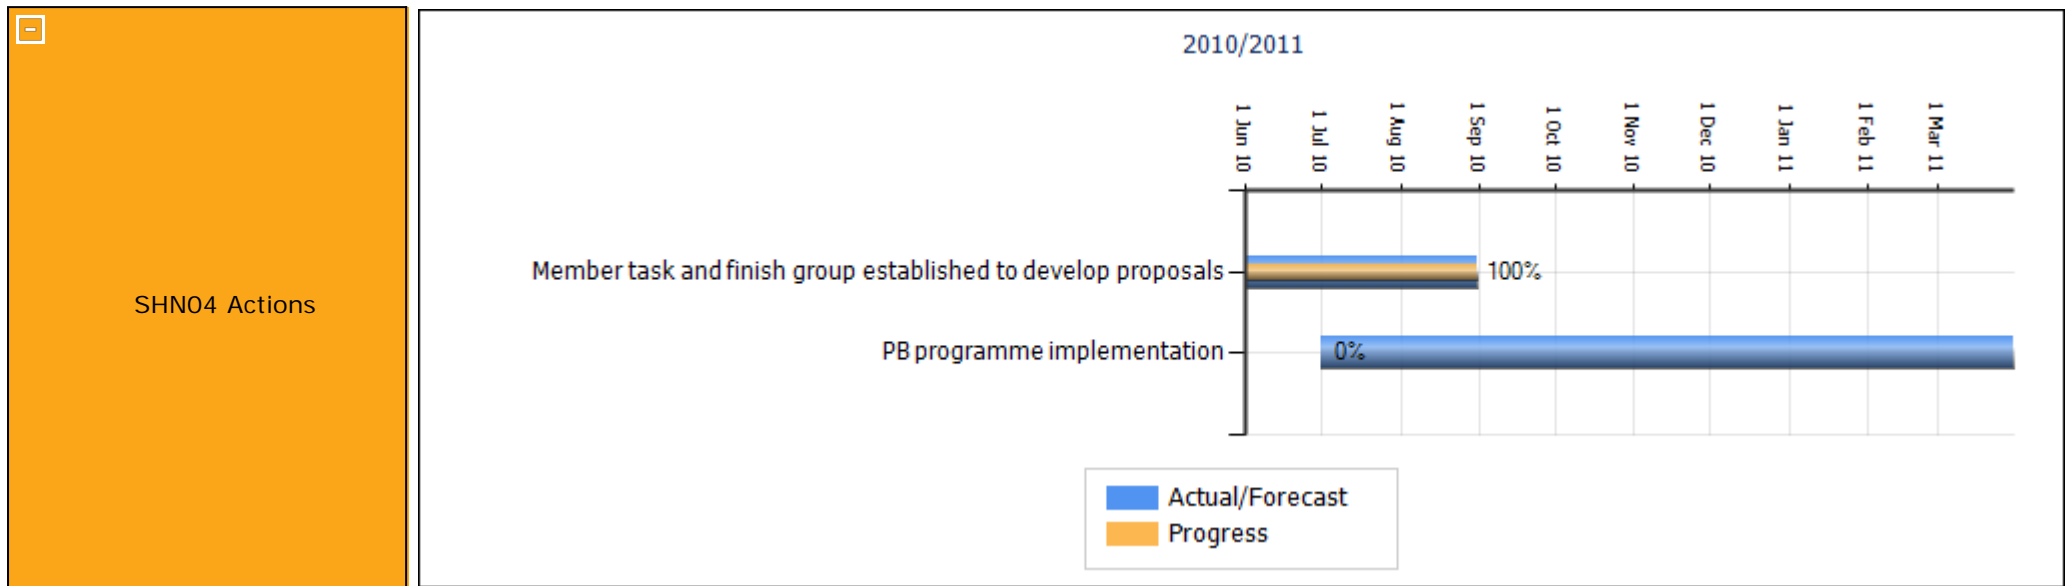 SHN04 Actions
2010/2011
1 Jun 10
1 Jul 10
1 Aug 10
1 Sep 10
1 Oct 10
1 Nov 10
1 Dec 10
1 Jan 11
1 Feb 11
1 Mar 11
Member task and finish group established to develop proposals
100%
PB programme implementation
0%
Actual/Forecast
Progress